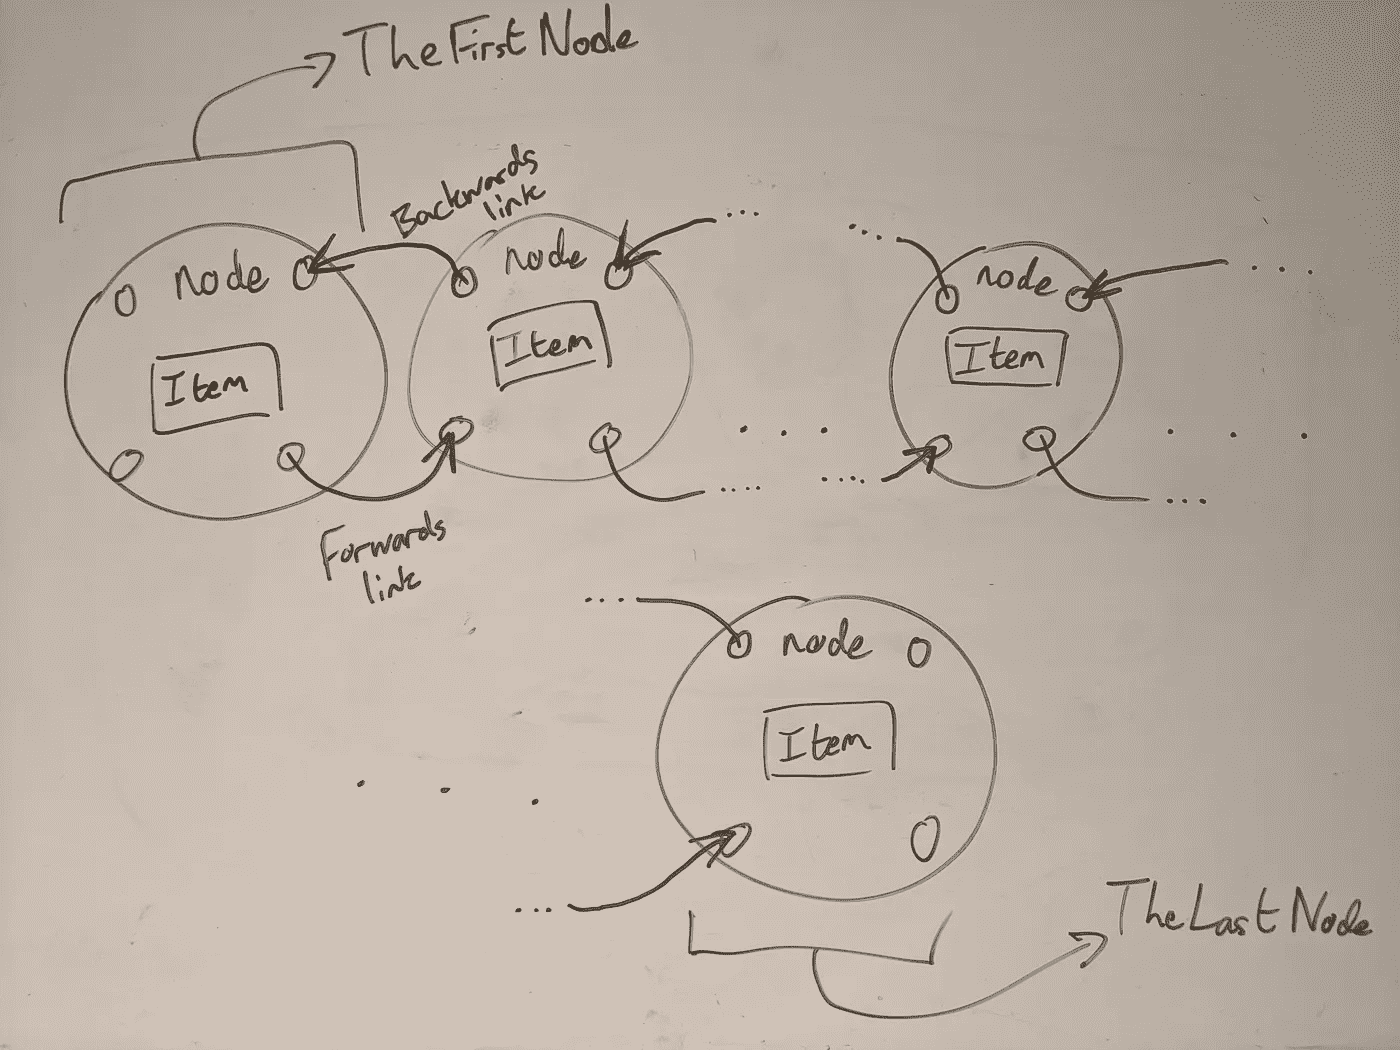 The First Node
Backwards
link
node
node
node
Item
Item
Item
Forwards
link
node
Item
The Last Node